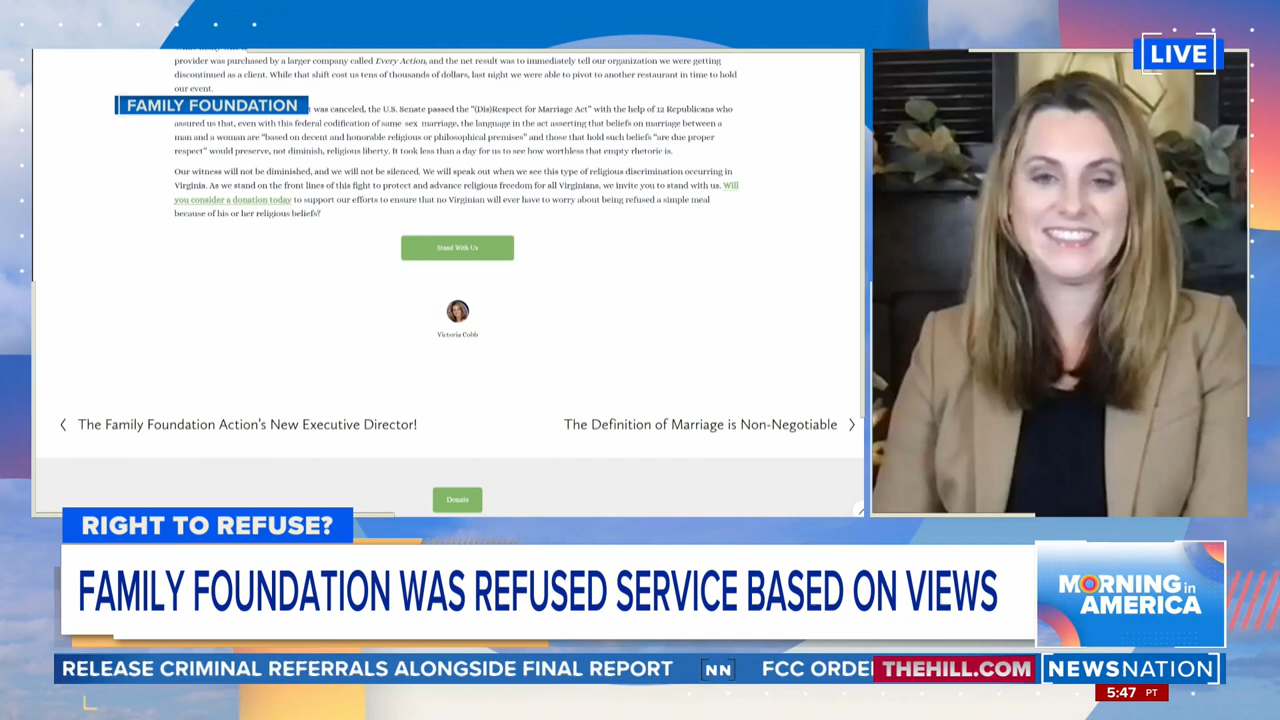 provider was purchased by a larger company called Every Action, and the net result was to immediately tell our organization we were getting
discontinued as a client. While that shift cost us tens of thousands of dollars, last night we were able to pivot to another restaurant in time to hold
our event.
FAMILY FOUNDATION
was canceled, the U.S. Senate passed the "(Dis)Respect for Marriage Act" with the help of 12 Republicans who
assured us that, even with this federal codification of same sex marriage, the language in the act asserting that beliefs on marriage between a
man and a woman are "based on decent and honorable religious or philosophical premises" and those that hold such beliefs "are due proper
respect" would preserve, not diminish, religious liberty. It took less than a day for us to see how worthless that empty rhetoric is.
Our witness will not be diminished, and we will not be silenced. We will speak out when we see this type of religious discrimination occurring in
Virginia. As we stand on the front lines of this fight to protect and advance religious freedom for all Virginians, we invite you to stand with us. Will
you consider a donation today to support our efforts to ensure that no Virginian will ever have to worry about being refused a simple meal
because of his or her religious beliefs?
Stand With Us
Victoria Cobb
The Family Foundation Action's New Executive Director!
The Definition of Marriage is Non-Negotiable
Donate
LIVE
RIGHT TO REFUSE?
FAMILY FOUNDATION WAS REFUSED SERVICE BASED ON VIEWS
MORNING in
AMERICA
RELEASE CRIMINAL REFERRALS ALONGSIDE FINAL REPORT NN FCC ORDE THEHILL.COM NEWSNATION
5:47 PT